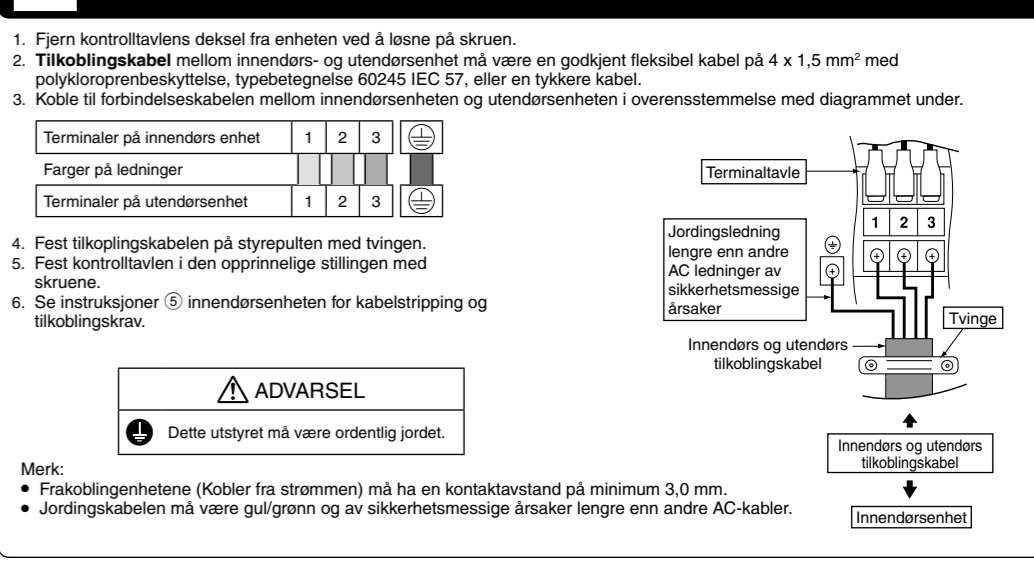 1. Fjern kontrolltavlens deksel fra enheten ved å løsne på skruen.
2. Tilkoblingskabel mellom innendørs- og utendørsenhet må være en godkjent fleksibel kabel på 4 x 1,5 mm² med
polykloroprenbeskyttelse, typebetegnelse 60245 IEC 57, eller en tykkere kabel.
3. Koble til forbindelseskabelen mellom innendørsenheten og utendørsenheten i overensstemmelse med diagrammet under.
Terminaler på innendørs enhet 1 2 3
Farger på ledninger
Terminaler på utendørsenhet 1 2 3
4. Fest tilkoplingskabelen på styrepulten med tvingen.
5. Fest kontrolltavlen i den opprinnelige stillingen med
skruene.
6. Se instruksjoner ⑤ innendørsenheten for kabelstripping og
tilkoblingskrav.
ADVARSEL
Dette utstyret må være ordentlig jordet.
Merk:
• Frakoblingenhetene (Kobler fra strømmen) må ha en kontaktavstand på minimum 3,0 mm.
• Jordingskabelen må være gul/grønn og av sikkerhetsmessige årsaker lengre enn andre AC-kabler.
Terminaltavle
1 2 3
Jordingsledning
lengre enn andre
AC ledninger av
sikkerhetsmessige
årsaker
Tvinge
Innendørs og utendørs
tilkoblingskabel
Innendørs og utendørs
tilkoblingskabel
Innendørsenhet